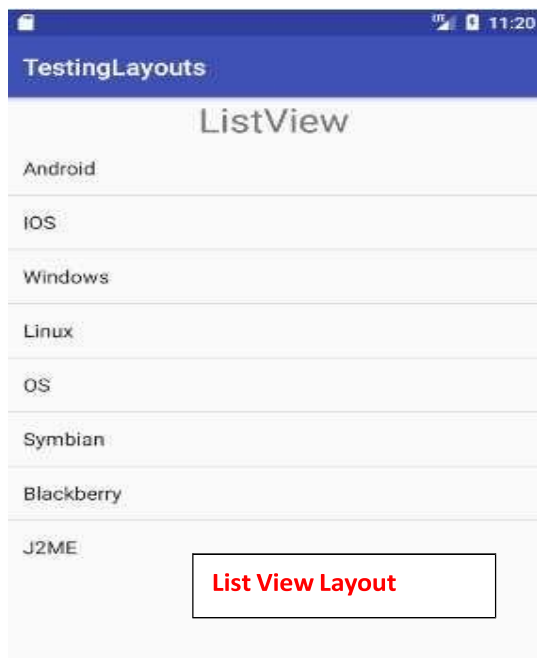 11:20
TestingLayouts
ListView
Android
IOS
Windows
Linux
OS
Symbian
Blackberry
J2ME
List View Layout